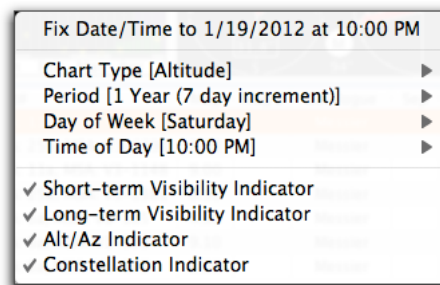 Fix Date/Time to 1/19/2012 at 10:00 PM
Chart Type [Altitude]
Period [1 Year (7 day increment)]
Day of Week [Saturday]
Time of Day [10:00 PM]
Short-term Visibility Indicator
Long-term Visibility Indicator
Alt/Az Indicator
Constellation Indicator